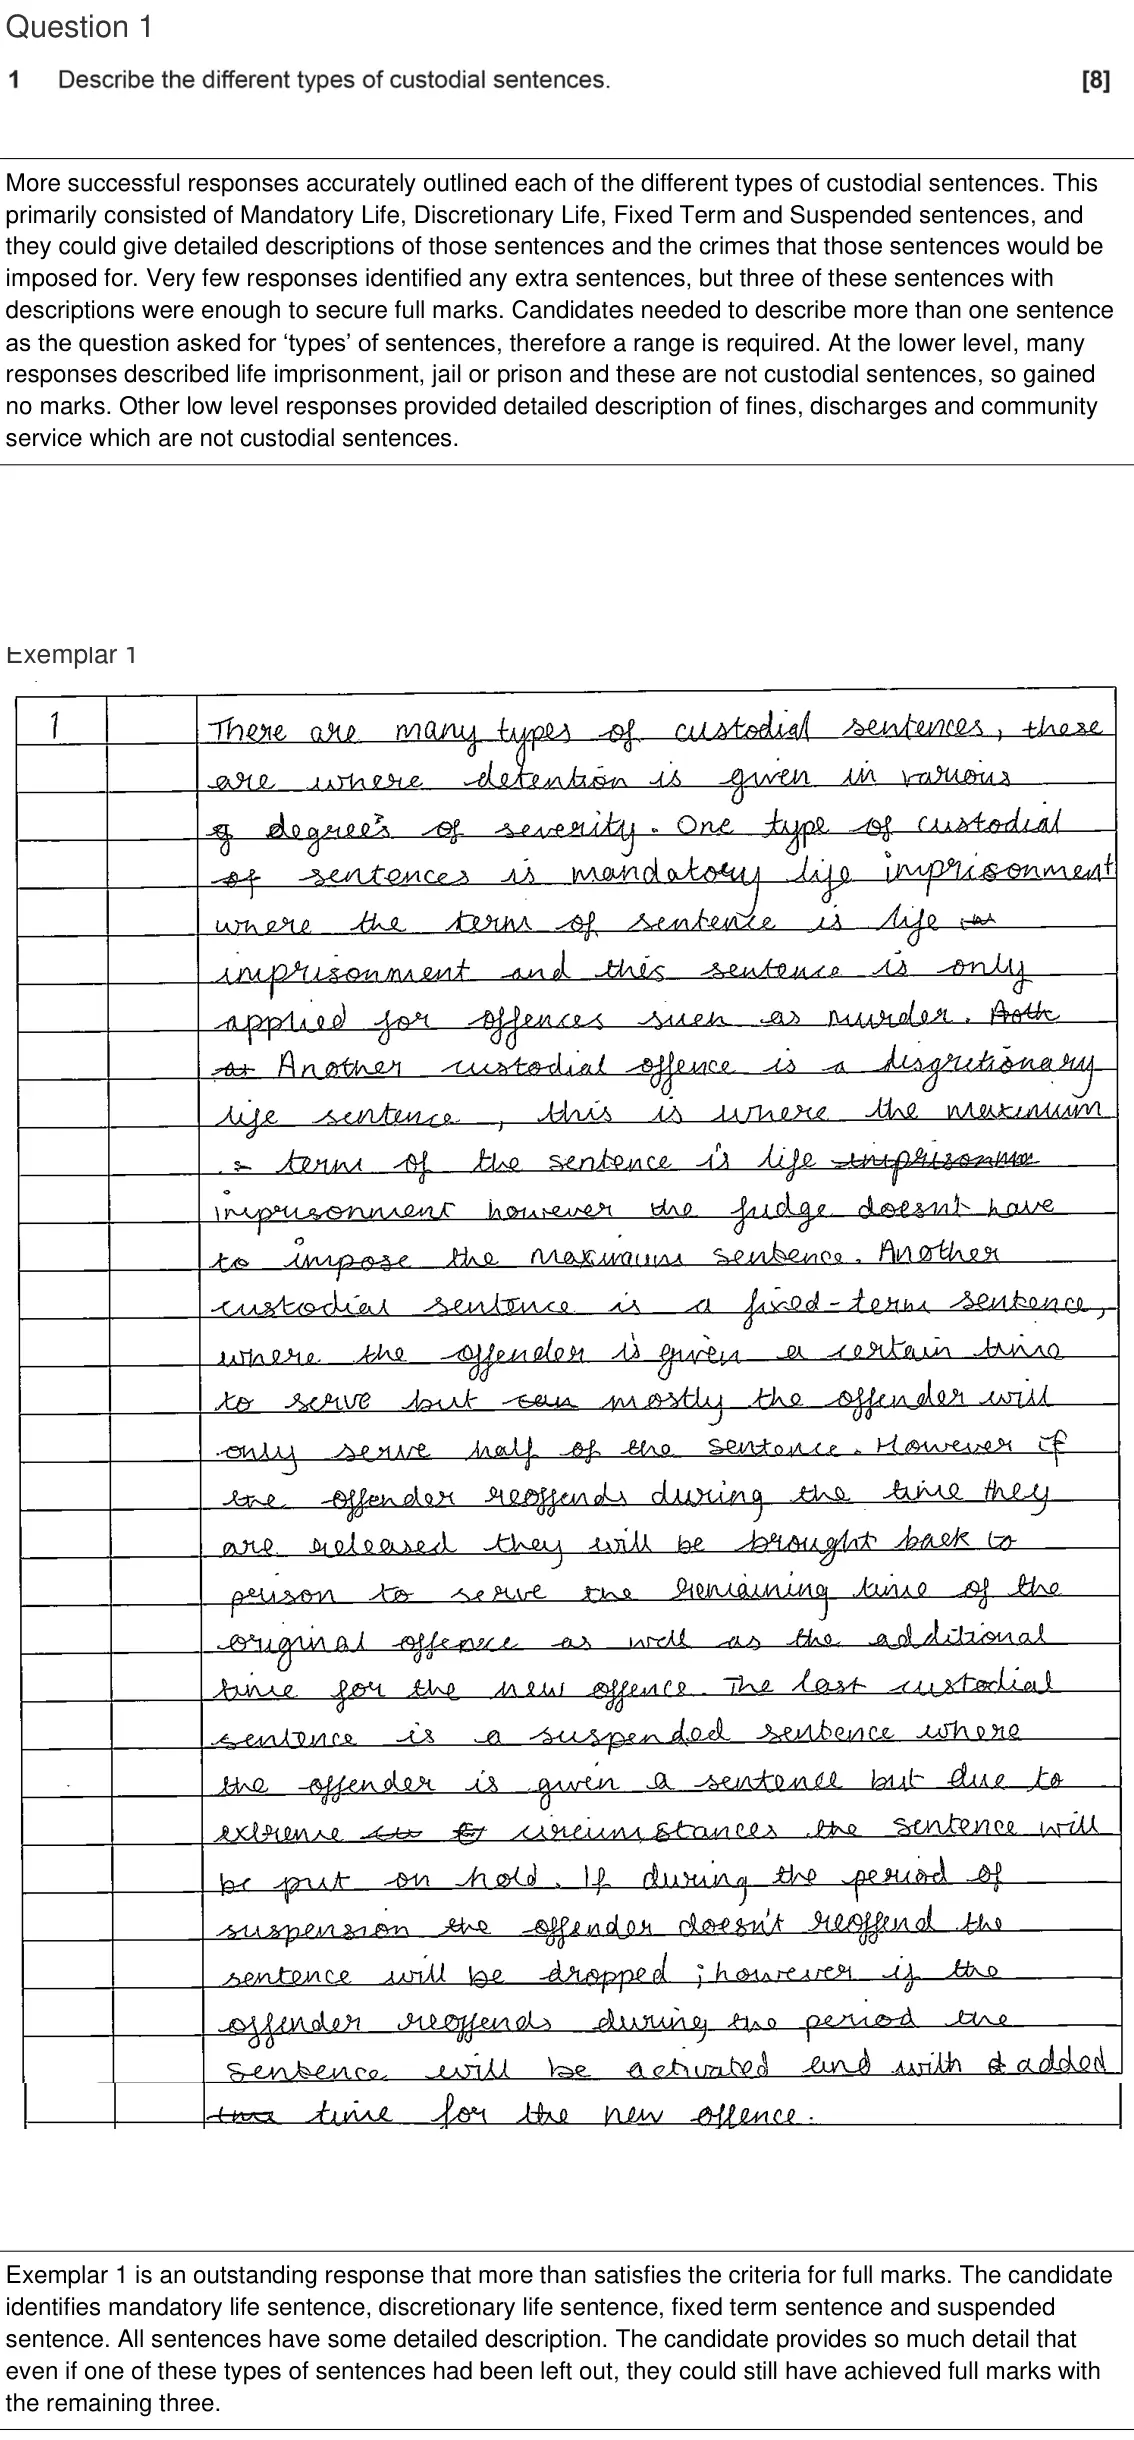 Question 1
1 Describe the different types of custodial sentences. [8]
More successful responses accurately outlined each of the different types of custodial sentences. This
primarily consisted of Mandatory Life, Discretionary Life, Fixed Term and Suspended sentences, and
they could give detailed descriptions of those sentences and the crimes that those sentences would be
imposed for. Very few responses identified any extra sentences, but three of these sentences with
descriptions were enough to secure full marks. Candidates needed to describe more than one sentence
as the question asked for ‘types’ of sentences, therefore a range is required. At the lower level, many
responses described life imprisonment, jail or prison and these are not custodial sentences, so gained
no marks. Other low level responses provided detailed description of fines, discharges and community
service which are not custodial sentences.
Exemplar 1
1 There are many types of custodial sentences, these
are where detention is given in various
degree's of severity. One type of custodial
of sentences is mandatory life imprisonment
where the term of sentence is life
imprisonment and this sentence is only
applied for offences such as murder.
Another custodial offence is a disgretionary
life sentence, this is where the maximum
term of the sentence is life
imprisonment however the judge doesn't have
to impose the maximum sentence. Another
custodial sentence is a fixed-term sentence,
where the offender is given a certain time
to serve but can mostly the offender will
only serve half of the sentence. However if
the offender reoffends during the time they
are released they will be brought back to
prison to serve the remaining time of the
original offence as well as the additional
time for the new offence. The last custodial
sentence is a suspended sentence where
the offender is given a sentence but due to
extreme circumstances the sentence will
be put on hold. If during the period of
suspension the offender doesn't reoffend the
sentence will be dropped ; however if the
offender reoffends during the period the
sentence will be activated and with added
time for the new offence.
Exemplar 1 is an outstanding response that more than satisfies the criteria for full marks. The candidate
identifies mandatory life sentence, discretionary life sentence, fixed term sentence and suspended
sentence. All sentences have some detailed description. The candidate provides so much detail that
even if one of these types of sentences had been left out, they could still have achieved full marks with
the remaining three.